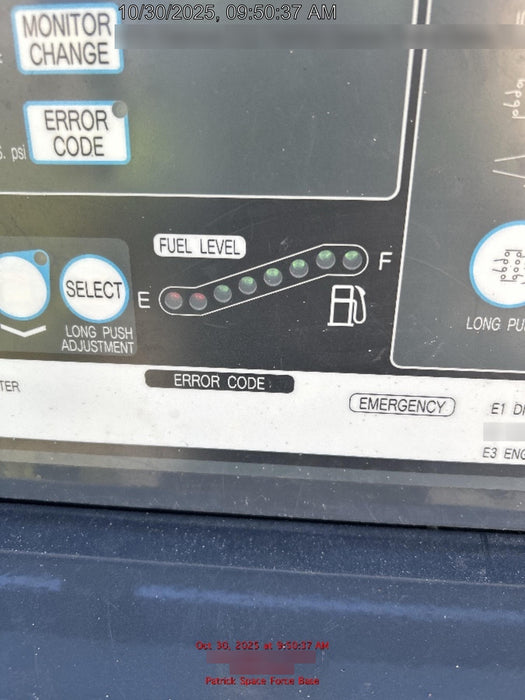 10/30/2025, 09:50:37 AM
MONITOR
CHANGE
ERROR
CODE
psi
FUEL LEVEL
E
F
SELECT
LONG PUSH
ADJUSTMENT
LONG PU
TER
ERROR CODE
EMERGENCY
E1 D
E3 ENG
Oct 30, 2025 at 9:50:37 AM
Patrick Space Force Base